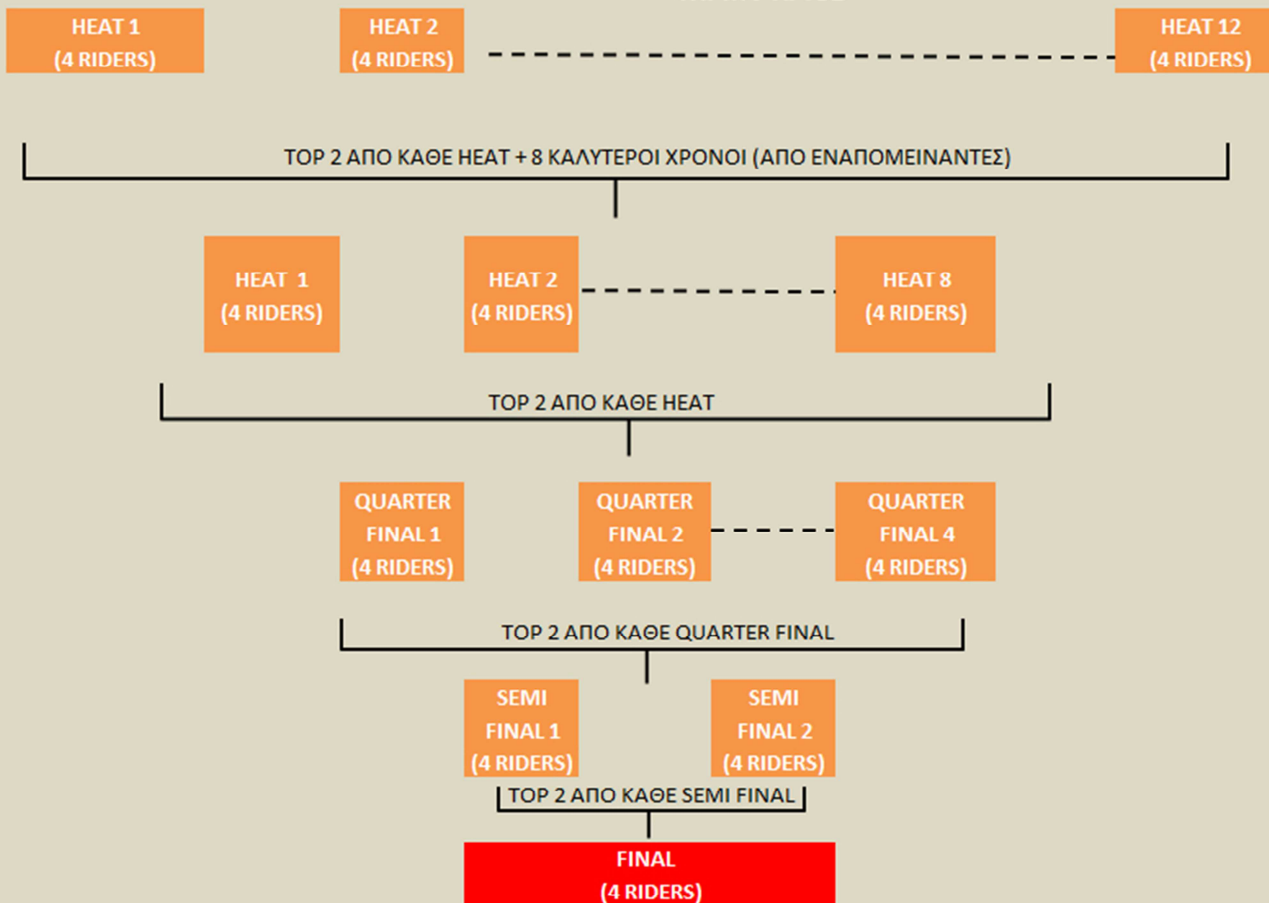 HEAT 1
(4 RIDERS)
HEAT 2
(4 RIDERS)
HEAT 12
(4 RIDERS)
TOP 2 ΑΠΟ ΚΑΘΕ HEAT + 8 ΚΑΛΥΤΕΡΟΙ ΧΡΟΝΟΙ (ΑΠΟ ΕΝΑΠΟΜΕΙΝΑΝΤΕΣ)
HEAT 1
(4 RIDERS)
HEAT 2
(4 RIDERS)
HEAT 8
(4 RIDERS)
TOP 2 ΑΠΟ ΚΑΘΕ HEAT
QUARTER
FINAL 1
(4 RIDERS)
QUARTER
FINAL 2
(4 RIDERS)
QUARTER
FINAL 4
(4 RIDERS)
TOP 2 ΑΠΟ ΚΑΘΕ QUARTER FINAL
SEMI
FINAL 1
(4 RIDERS)
SEMI
FINAL 2
(4 RIDERS)
TOP 2 ΑΠΟ ΚΑΘΕ SEMI FINAL
FINAL
(4 RIDERS)